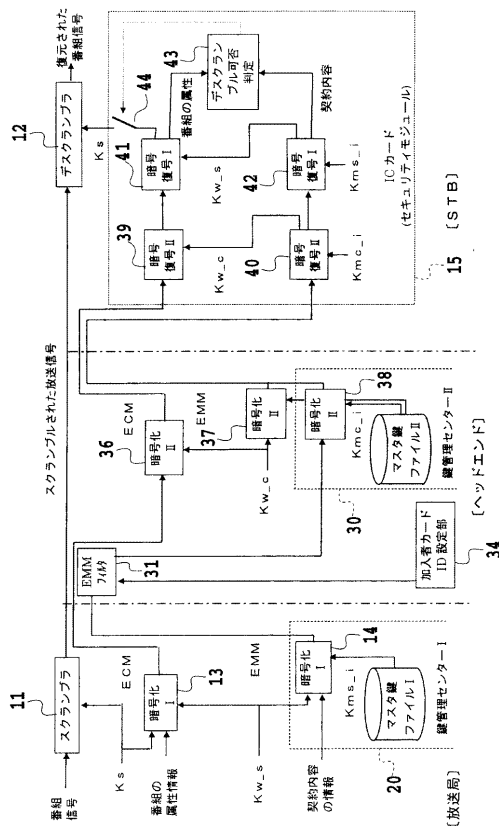 番組
信号
11
スクランブラ
スクランブルされた放送信号
12
デスクランブラ
復元された
番組信号
Ks
ECM
番組の
属性情報
暗号化
I
13
Kw_s
EMM
契約内容
の情報
暗号化
I
14
Kms_i
マスタ鍵
ファイルI
鍵管理センターI
20
[放送局]
EMM
フィルタ
31
36
暗号化
II
ECM
Kw_c
37
暗号化
II
EMM
暗号化
II
38
Kmc_i
マスタ鍵
ファイルII
鍵管理センターII
30
加入者カード
ID設定部
34
[ヘッドエンド]
39
暗号
復号II
41
暗号
復号I
Ks
44
番組の属性
43
デスクラン
ブル可否
判定
Kw_c
Kw_s
40
暗号
復号II
Kmc_i
42
暗号
復号I
Kms_i
契約内容
ICカード
(セキュリティモジュール)
15
[STB]